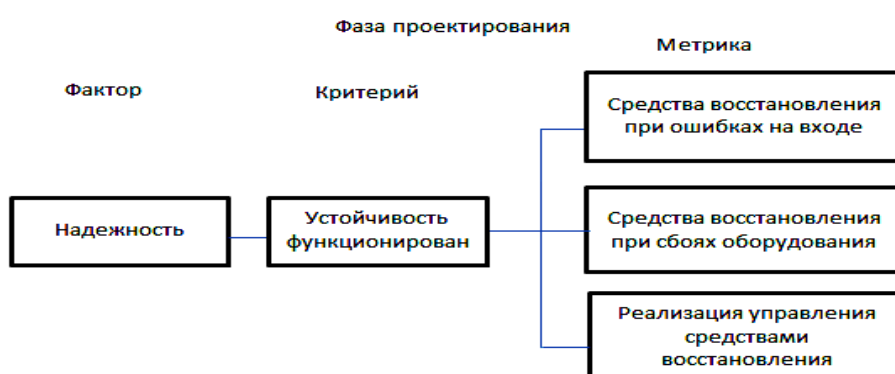 Фаза проектирования
Метрика
Фактор
Критерий
Средства восстановления
при ошибках на входе
Надежность
Устойчивость
функционирован
Средства восстановления
при сбоях оборудования
Реализация управления
средствами
восстановления